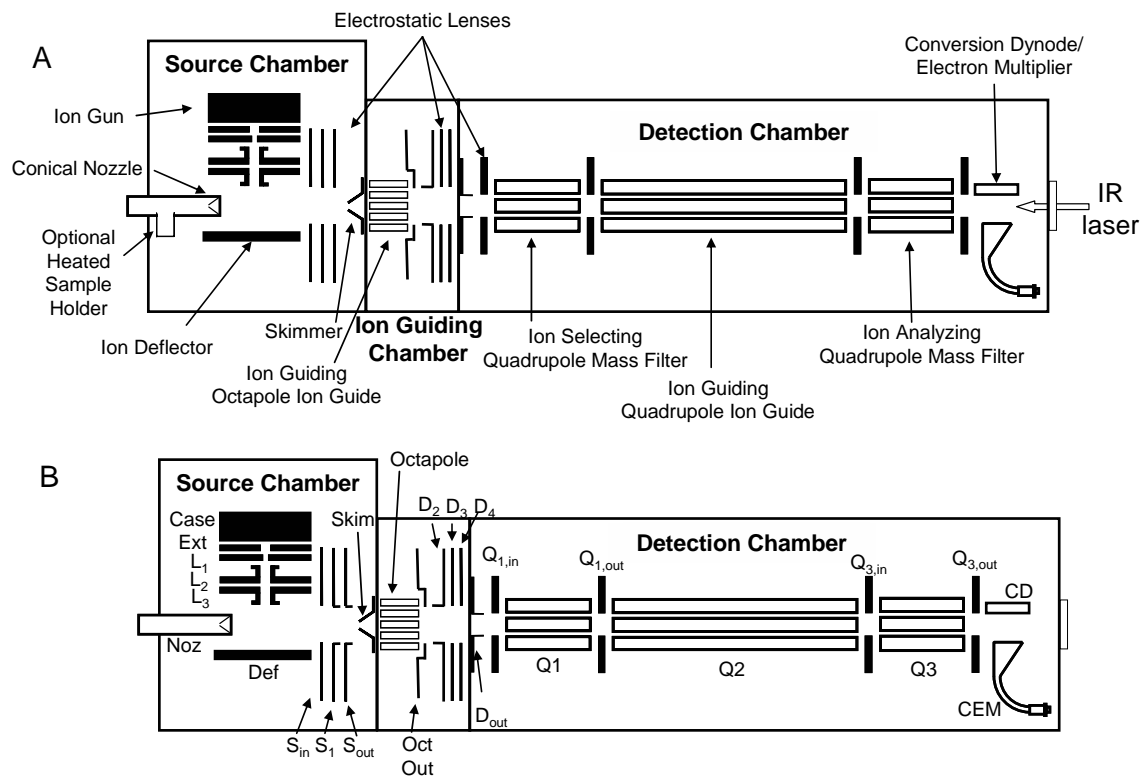 Electrostatic Lenses
A
Source Chamber
Conversion Dynode/
Electron Multiplier
Ion Gun
Detection Chamber
Conical Nozzle
IR
laser
Optional
Heated
Sample
Holder
Ion Deflector
Skimmer
Ion Guiding
Chamber
Ion Guiding
Octapole Ion Guide
Ion Selecting
Quadrupole Mass Filter
Ion Guiding
Quadrupole Ion Guide
Ion Analyzing
Quadrupole Mass Filter
B
Octapole
Source Chamber
D2 D3 D4
Case
Skim
Ext
L1
L2
L3
Detection Chamber
Q1,in
Q1,out
Q3,in
Q3,out
CD
Noz
Def
Q1
Q2
Q3
CEM
Sin S1 Sout
Dout
Oct
Out